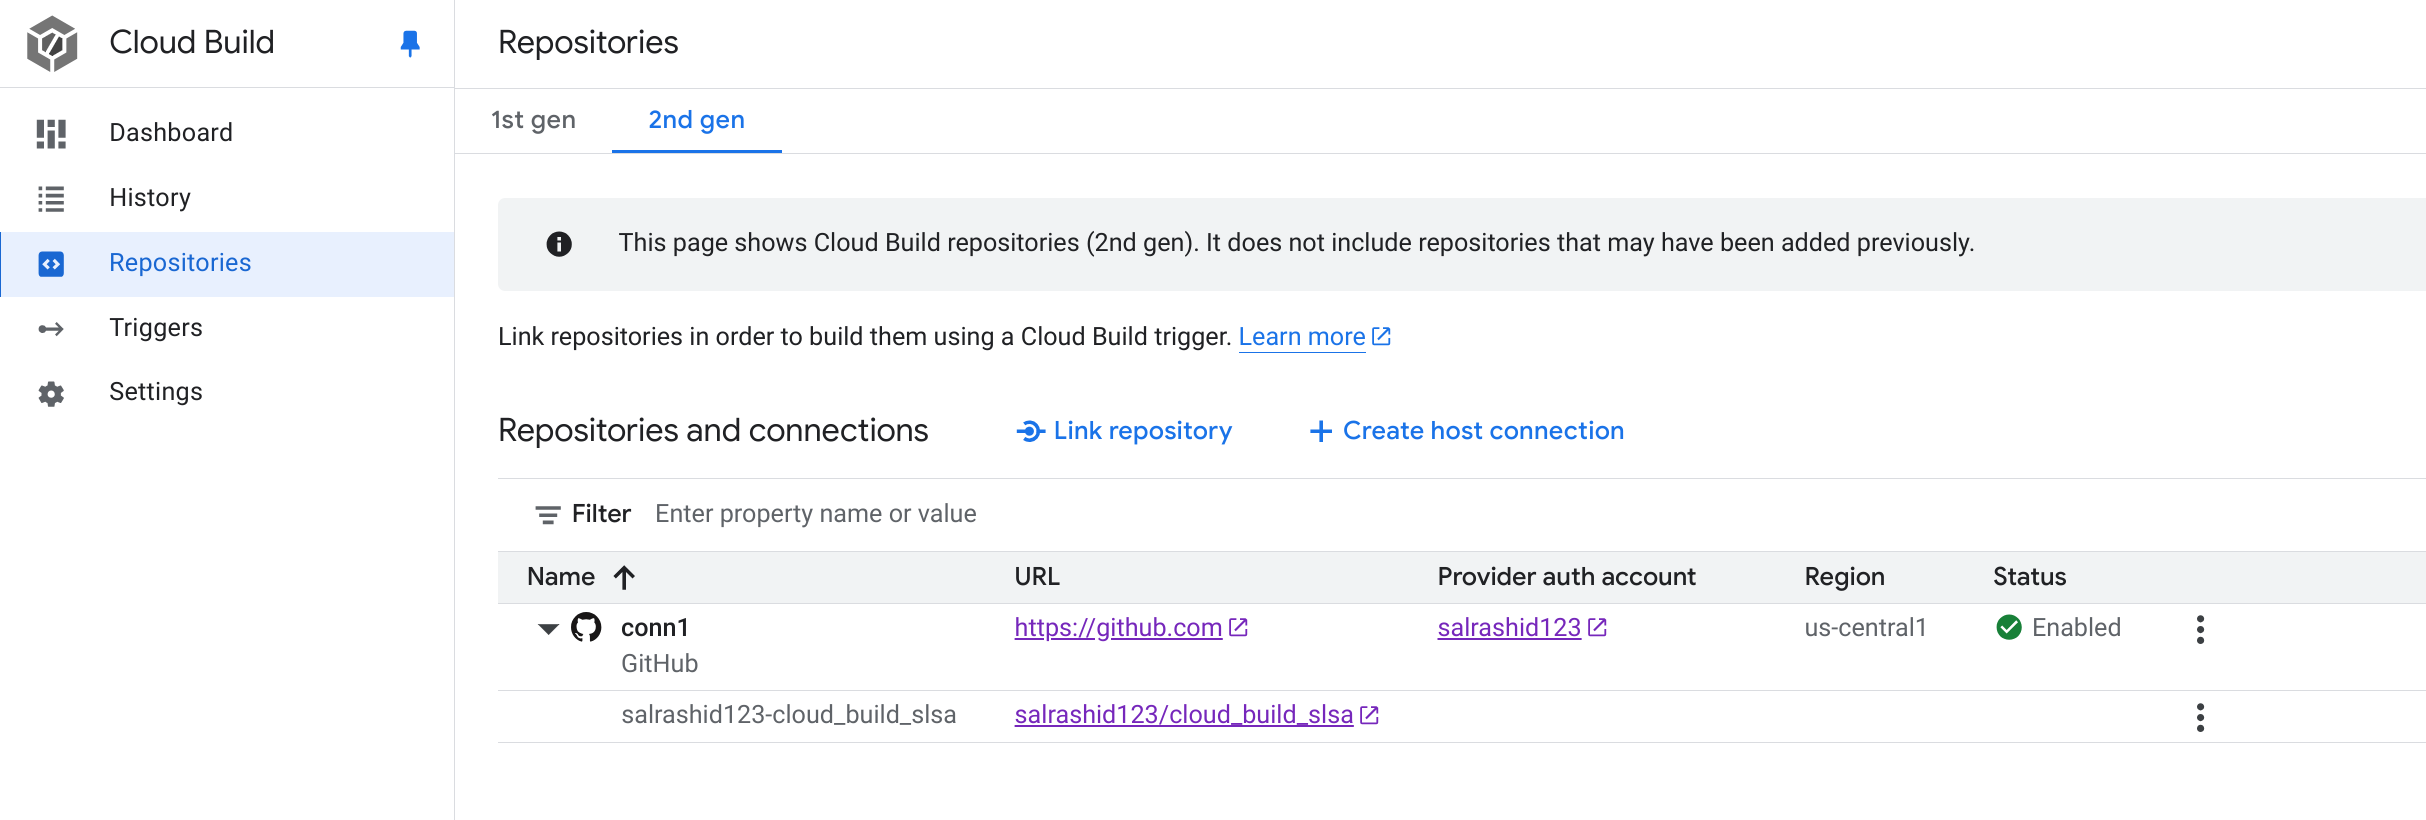 Cloud Build
Repositories
Dashboard
History
Repositories
Triggers
Settings
1st gen
2nd gen
This page shows Cloud Build repositories (2nd gen). It does not include repositories that may have been added previously.
Link repositories in order to build them using a Cloud Build trigger. Learn more
Repositories and connections
Link repository
Create host connection
Filter Enter property name or value
Name URL Provider auth account Region Status
conn1 https://github.com salrashid123 us-central1 Enabled
GitHub
salrashid123-cloud_build_slsa salrashid123/cloud_build_slsa